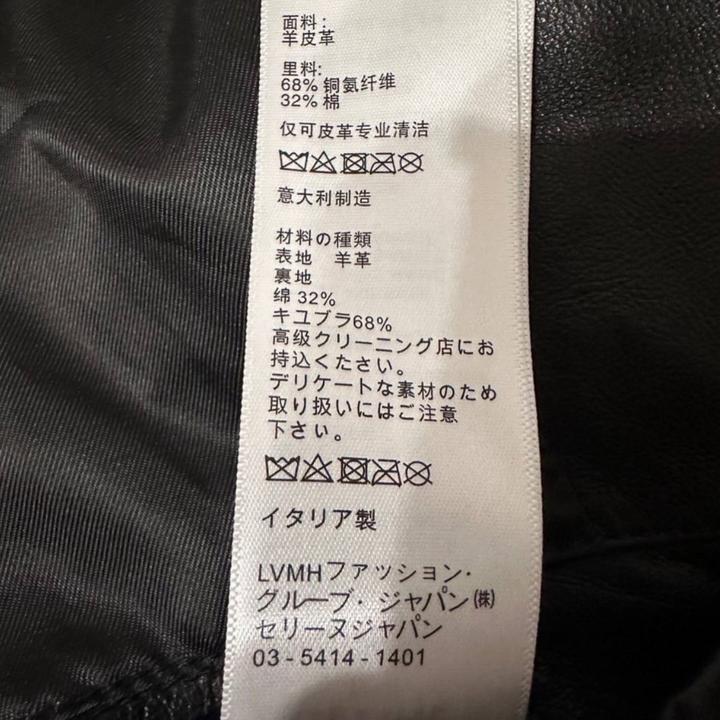 面料:
羊皮革
里料:
68% 铜氨纤维
32% 棉
仅可皮革专业清洁
意大利制造
材料の種類
表地　羊革
裏地
绵 32%
キユブラ68%
高级クリーニング店にお
持込ください。
デリケートな素材のため
取り扱いにはご注意
下さい。
イタリア製
LVMHファッション·
グルーブ·ジャパン㈱
セリーヌジャパン
03-5414-1401